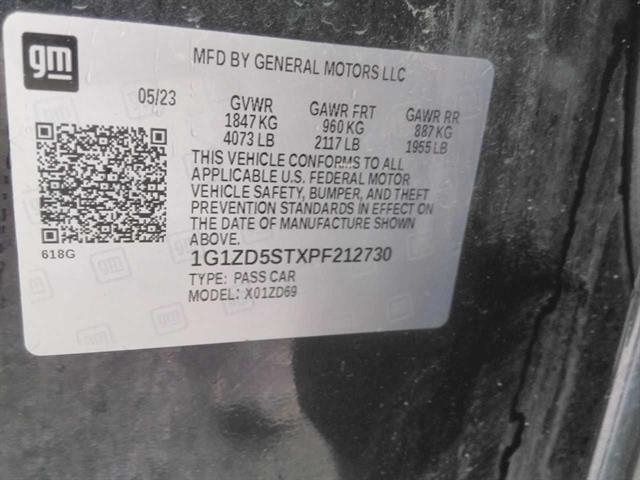 gm
MFD BY GENERAL MOTORS LLC
05/23 GVWR GAWR FRT GAWR RR
1847 KG 960 KG 887 KG
4073 LB 2117 LB 1955 LB
THIS VEHICLE CONFORMS TO ALL
APPLICABLE U.S. FEDERAL MOTOR
VEHICLE SAFETY, BUMPER, AND THEFT
PREVENTION STANDARDS IN EFFECT ON
THE DATE OF MANUFACTURE SHOWN
ABOVE.
618G
1G1ZD5STXPF212730
TYPE: PASS CAR
MODEL: X01ZD69